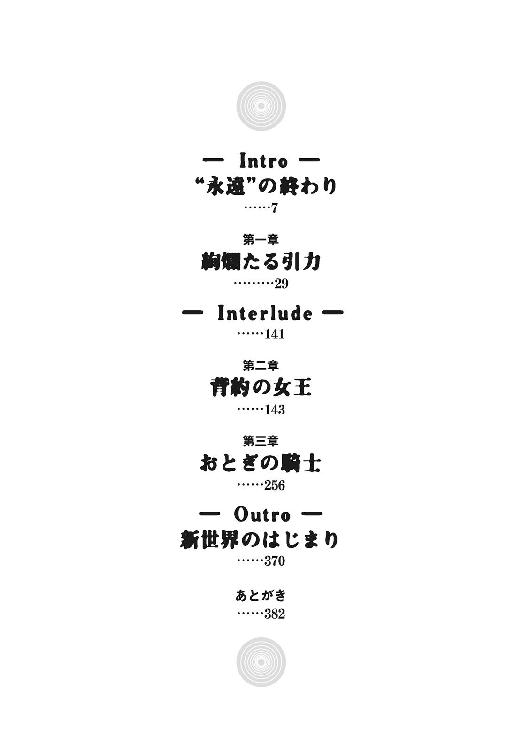 — Intro —
“永遠”の終わり
……7
第一章
絢爛たる引力
………29
— Interlude —
……141
第二章
背約の女王
……143
第三章
おとぎの騎士
……256
— Outro —
新世界のはじまり
……370
あとがき
……382